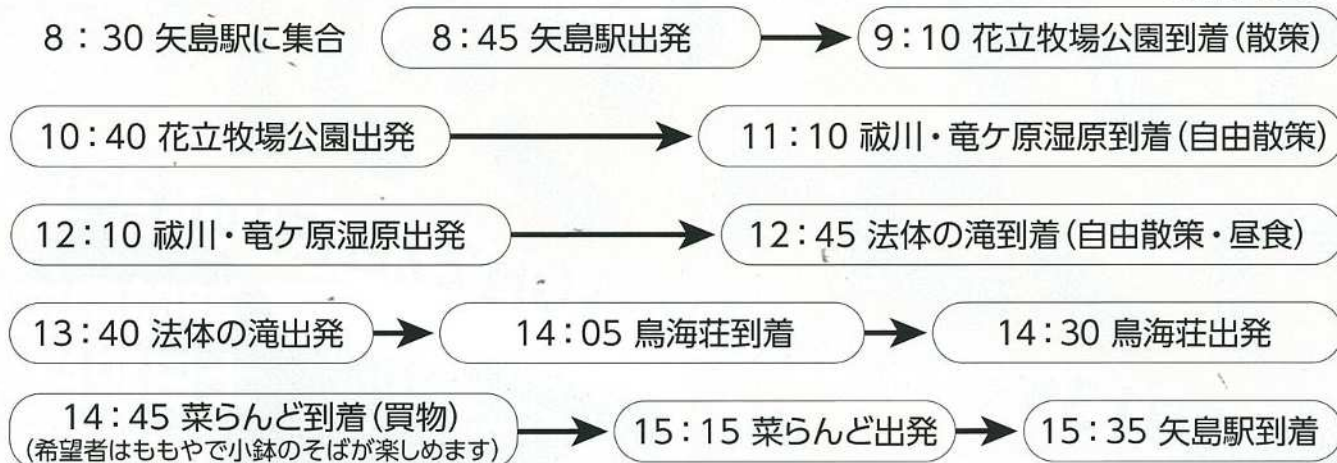 8：30 矢島駅に集合 8：45 矢島駅出発 9：10 花立牧場公園到着（散策）
10：40 花立牧場公園出発 11：10 祓川・竜ケ原湿原到着（自由散策）
12：10 祓川・竜ケ原湿原出発 12：45 法体の滝到着（自由散策・昼食）
13：40 法体の滝出発 14：05 鳥海荘到着 14：30 鳥海荘出発
14：45 菜らんど到着（買物） 15：15 菜らんど出発 15：35 矢島駅到着
（希望者はももやで小鉢のそばが楽しめます）